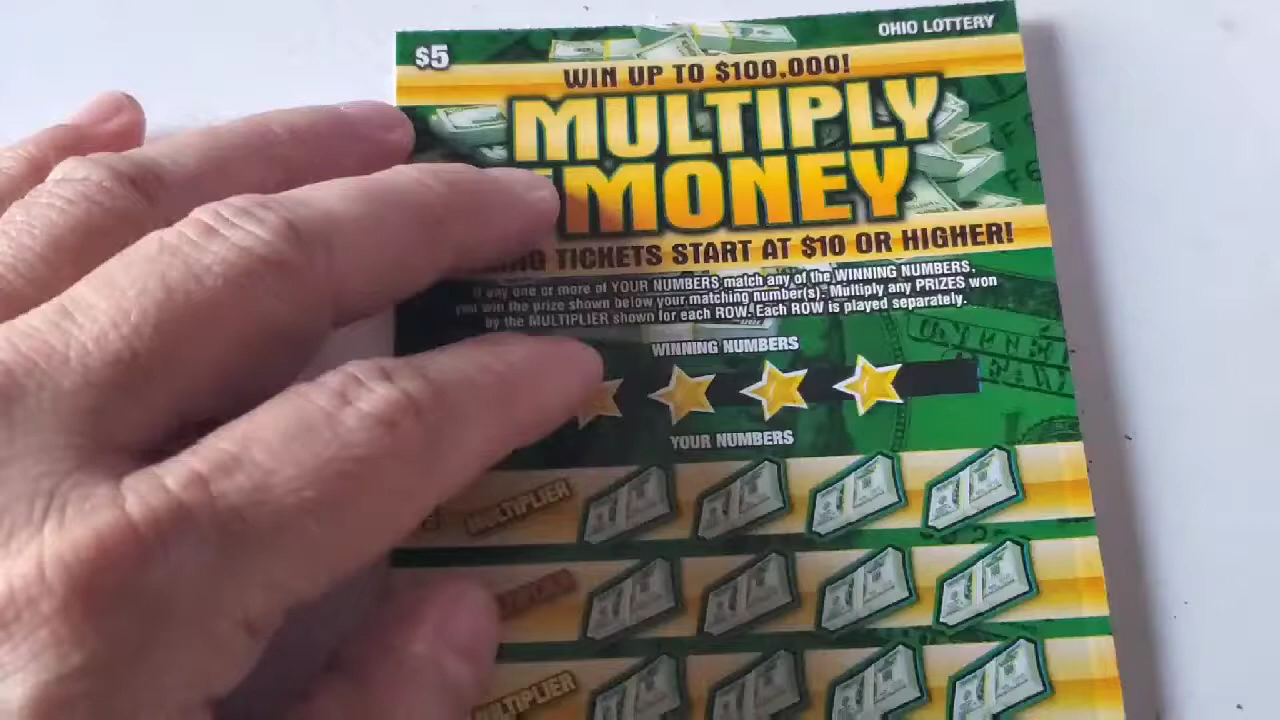 OHIO LOTTERY
$5
WIN UP TO $100,000!
MULTIPLY
MONEY
TICKETS START AT $10 OR HIGHER!
If any one or more of YOUR NUMBERS match any of the WINNING NUMBERS,
you win the prize shown below your matching number(s). Multiply any PRIZES won
by the MULTIPLIER shown for each ROW. Each ROW is played separately.
WINNING NUMBERS
YOUR NUMBERS
MULTIPLIER
MULTIPLIER